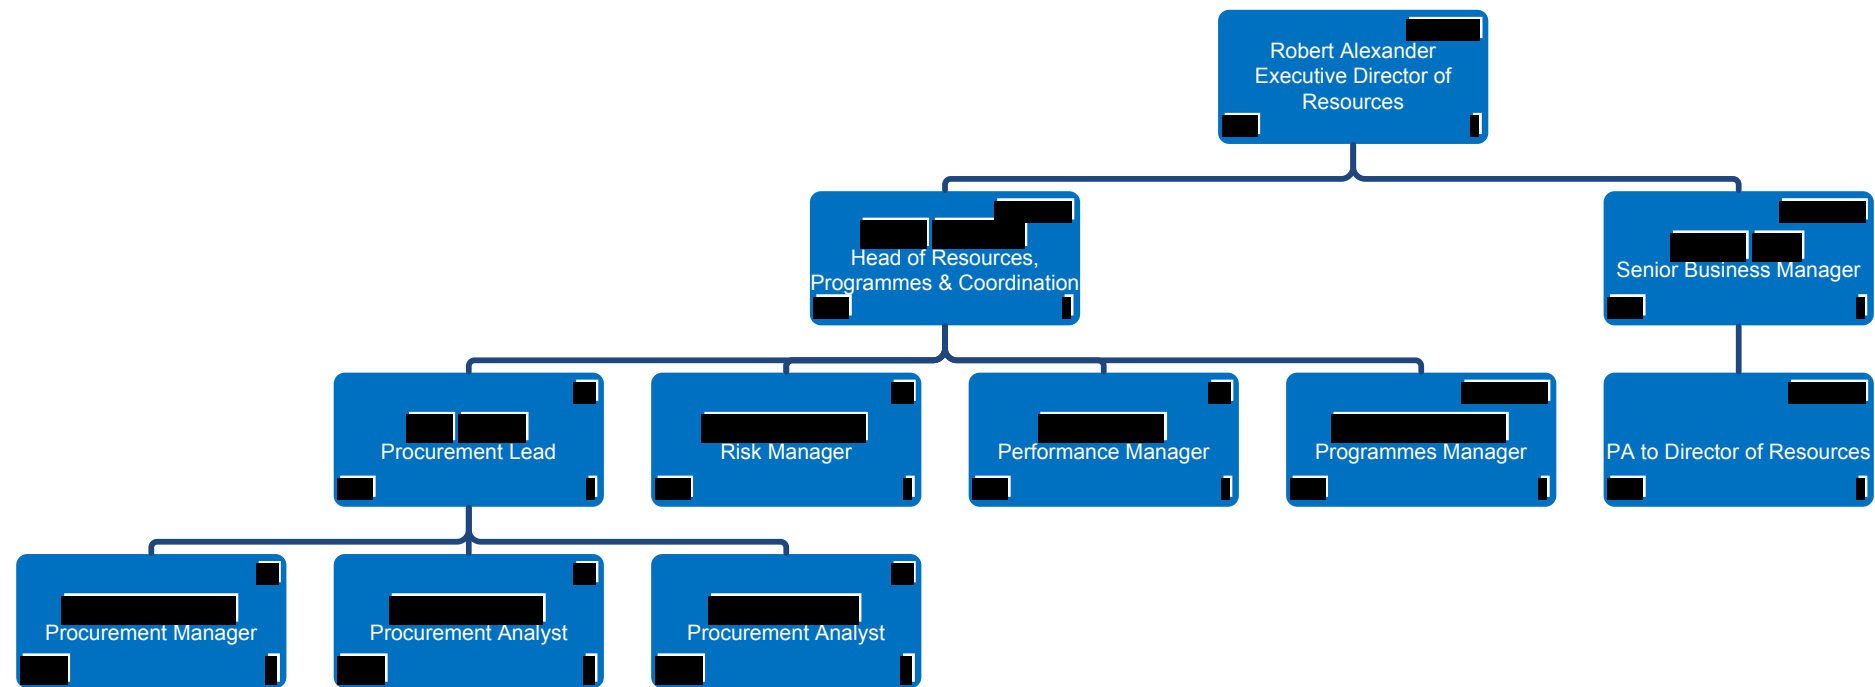 Robert Alexander
Executive Director of
Resources
Head of Resources,
Programmes & Coordination
Senior Business Manager
Procurement Lead
Risk Manager
Performance Manager
Programmes Manager
PA to Director of Resources
Procurement Manager
Procurement Analyst
Procurement Analyst